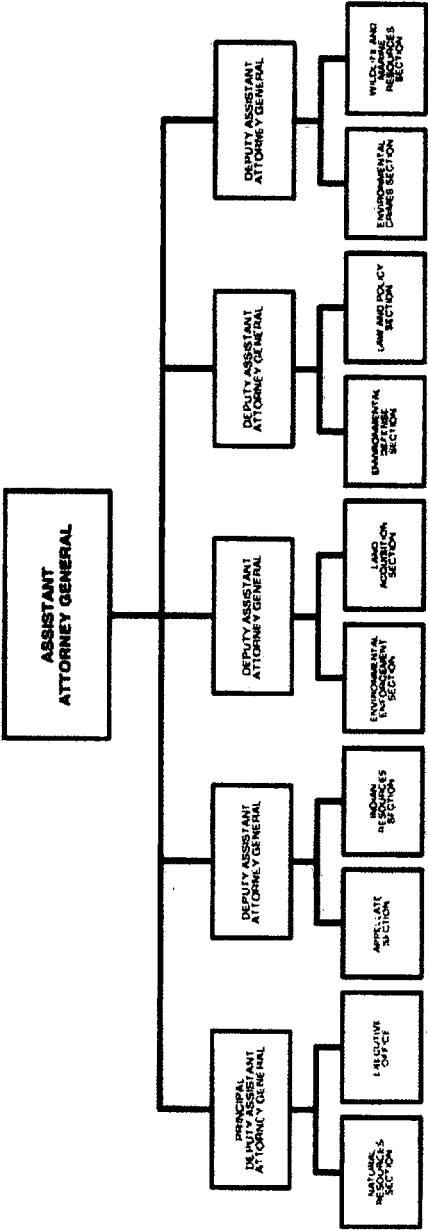 ASSISTANT
ATTORNEY GENERAL
PRINCIPAL
DEPUTY ASSISTANT
ATTORNEY GENERAL
DEPUTY ASSISTANT
ATTORNEY GENERAL
DEPUTY ASSISTANT
ATTORNEY GENERAL
DEPUTY ASSISTANT
ATTORNEY GENERAL
DEPUTY ASSISTANT
ATTORNEY GENERAL
NATURAL
RESOURCES
SECTION
EXECUTIVE
OFFICE
APPELLATE
SECTION
INDIAN
RESOURCES
SECTION
ENVIRONMENTAL
ENFORCEMENT
SECTION
LAND
ACQUISITION
SECTION
ENVIRONMENTAL
DEFENSE
SECTION
LAW AND POLICY
SECTION
ENVIRONMENTAL
CRIMES SECTION
WILDLIFE AND
MARINE
RESOURCES
SECTION